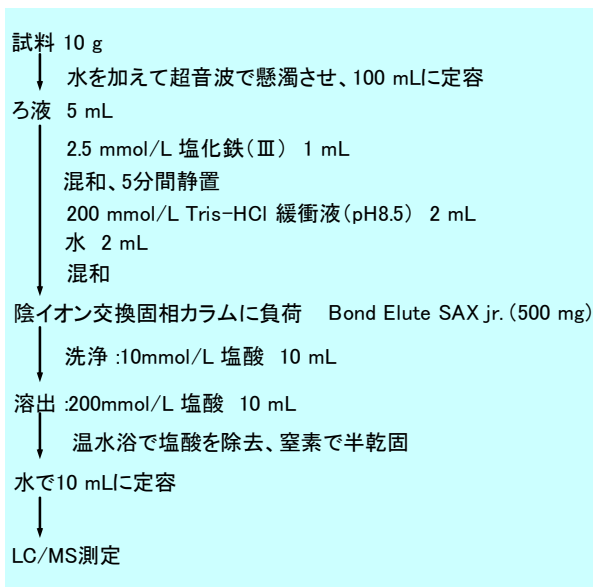 試料 10 g
水を加えて超音波で懸濁させ、100 mLに定容
ろ液 5 mL
2.5 mmol/L 塩化鉄(Ⅲ) 1 mL
混和、5分間静置
200 mmol/L Tris-HCl 緩衝液(pH8.5) 2 mL
水 2 mL
混和
陰イオン交換固相カラムに負荷 Bond Elute SAX jr.(500 mg)
洗浄 :10mmol/L 塩酸 10 mL
溶出 :200mmol/L 塩酸 10 mL
温水浴で塩酸を除去、窒素で半乾固
水で10 mLに定容
LC/MS測定